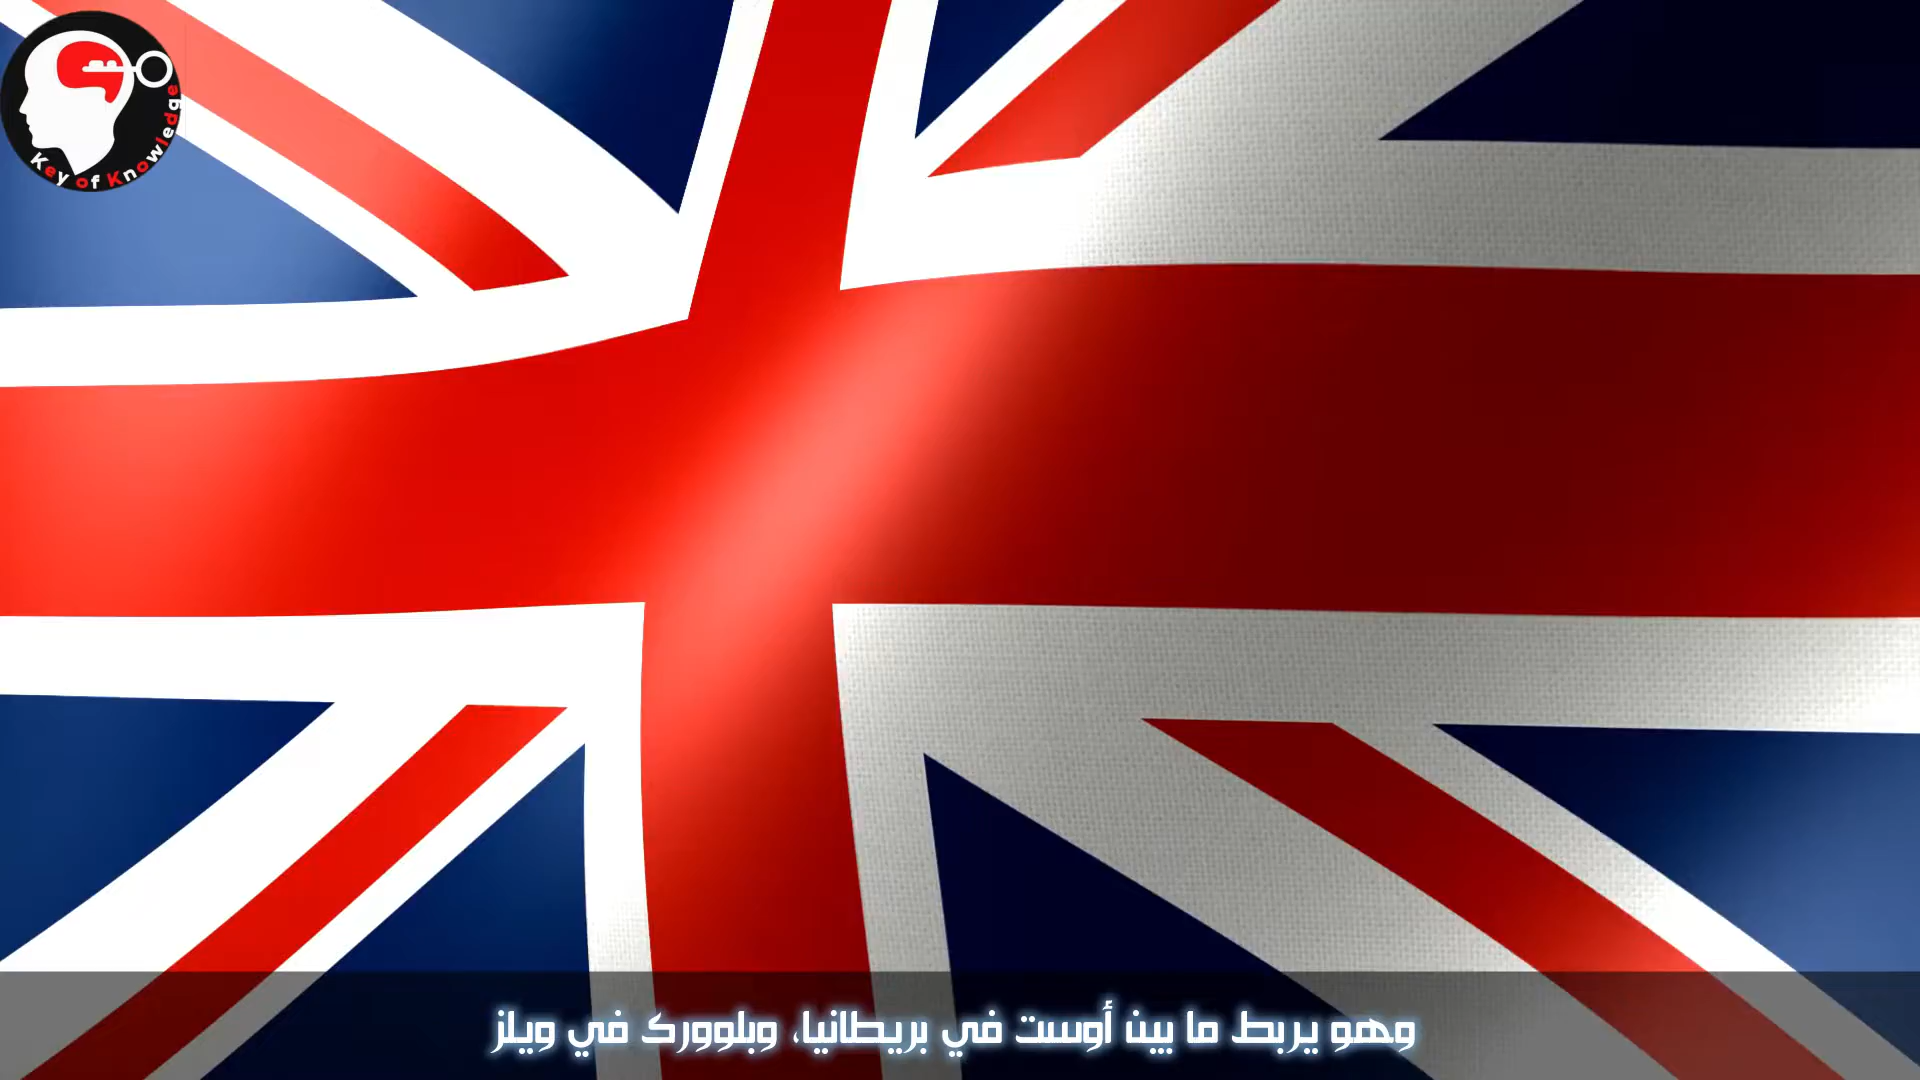 Key of Knowledge
وهو يربط ما بين أوست في بريطانيا، وبلوورك في ويلز